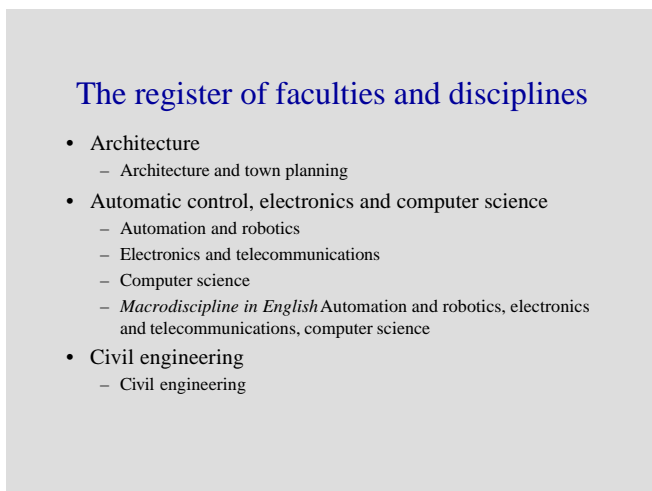 The register of faculties and disciplines
• Architecture
– Architecture and town planning
• Automatic control, electronics and computer science
– Automation and robotics
– Electronics and telecommunications
– Computer science
– Macrodiscipline in English Automation and robotics, electronics
and telecommunications, computer science
• Civil engineering
– Civil engineering